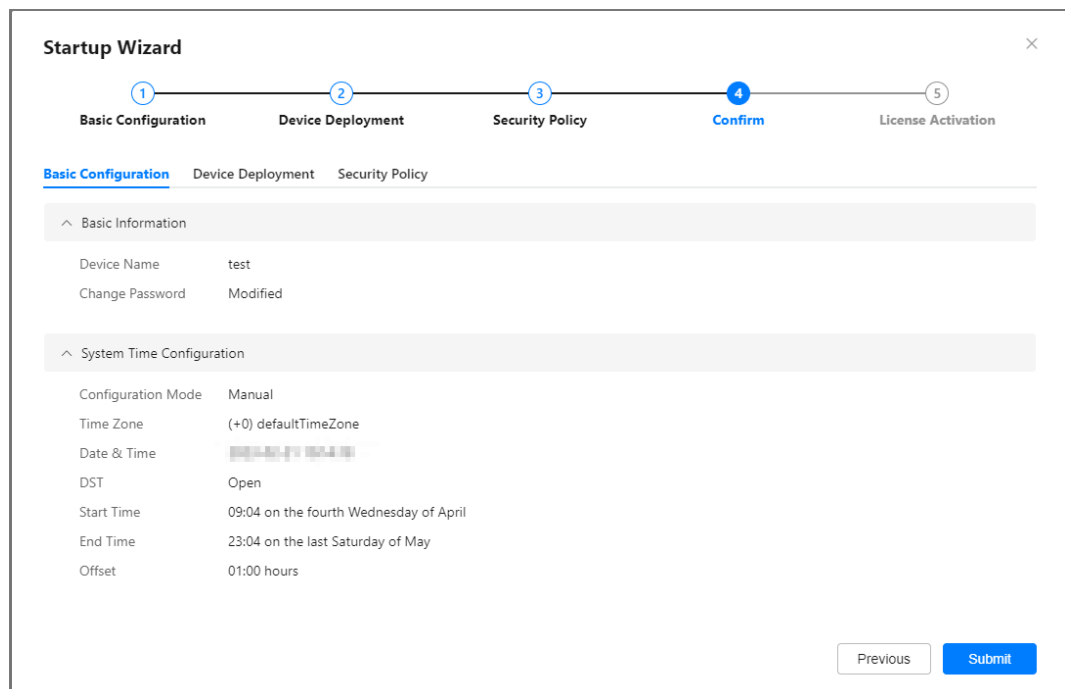 Startup Wizard
1 2 3 4 5
Basic Configuration Device Deployment Security Policy Confirm License Activation
Basic Configuration Device Deployment Security Policy
Basic Information
Device Name test
Change Password Modified
System Time Configuration
Configuration Mode Manual
Time Zone (+0) defaultTimeZone
Date & Time
DST Open
Start Time 09:04 on the fourth Wednesday of April
End Time 23:04 on the last Saturday of May
Offset 01:00 hours
Previous Submit